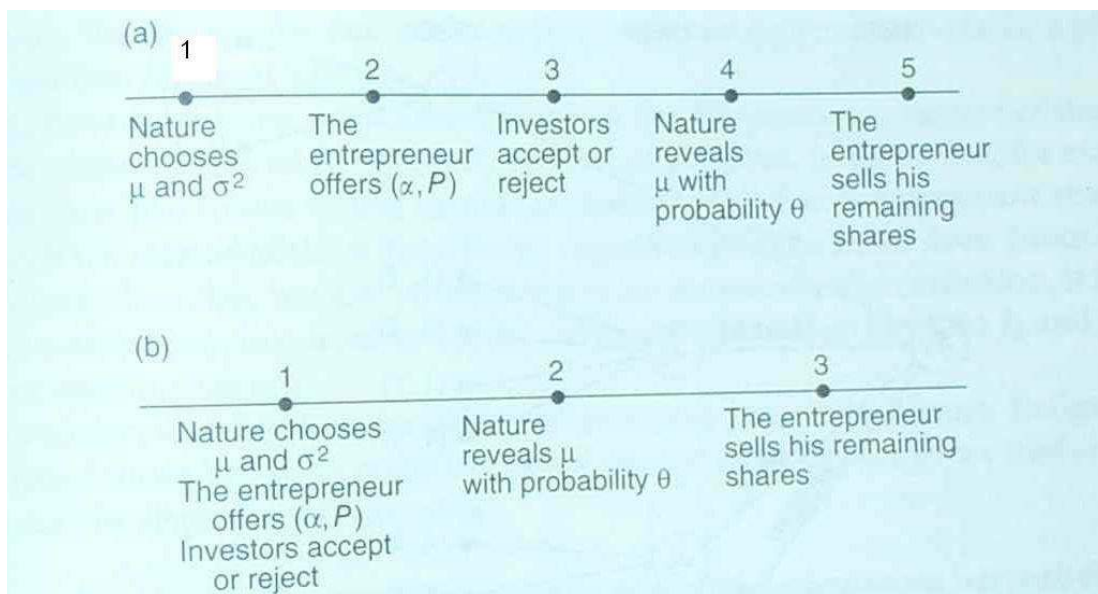 (a)
1
2
3
4
5
Nature
chooses
μ and σ²
The
entrepreneur
offers (α, P)
Investors
accept or
reject
Nature
reveals
μ with
probability θ
The
entrepreneur
sells his
remaining
shares
(b)
1
2
3
Nature chooses
μ and σ²
The entrepreneur
offers (α, P)
Investors accept
or reject
Nature
reveals μ
with probability θ
The entrepreneur
sells his remaining
shares